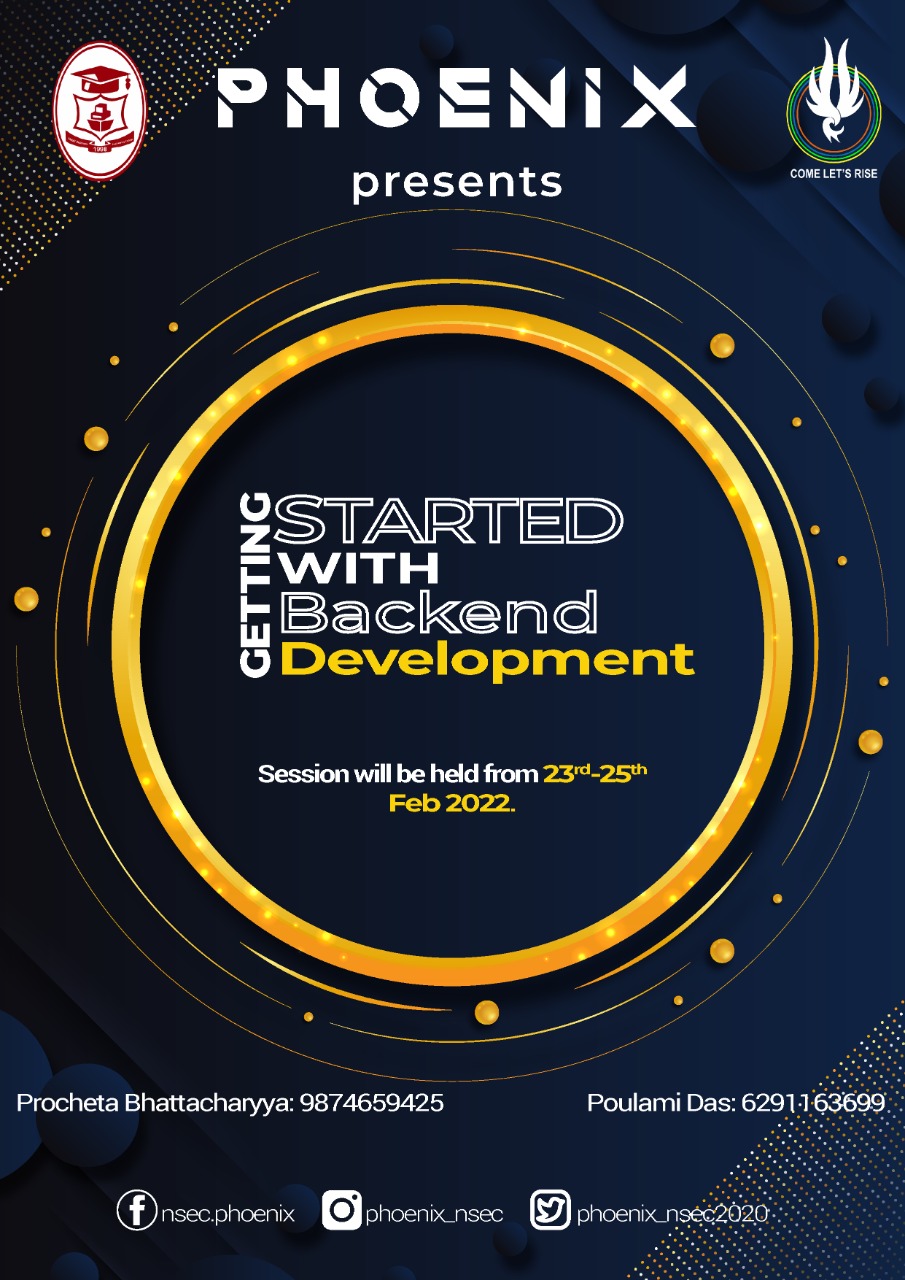 PHOENIX
presents
COME LET'S RISE
1998
GETTING
STARTED
WITH
Backend
Development
Session will be held from 23rd-25th
Feb 2022.
Procheta Bhattacharyya: 9874659425
Poulami Das: 6291163699
nsec.phoenix
phoenix_nsec
phoenix_nsec2020